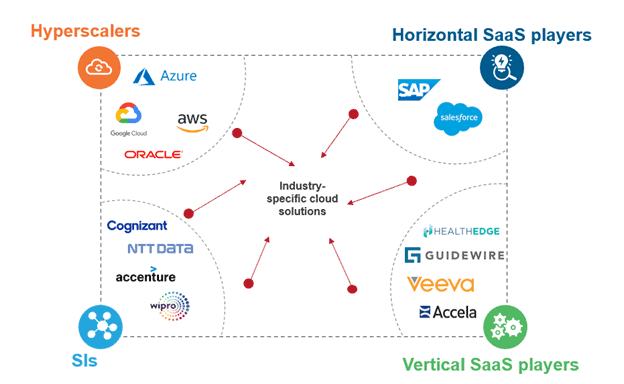 Hyperscalers
Horizontal SaaS players
Azure
Google Cloud
aws
ORACLE
SAP
salesforce
Industry-
specific cloud
solutions
Cognizant
NTT DATA
accenture
wipro
HEALTHEDGE
GUIDEWIRE
Veeva
Accela
SIs
Vertical SaaS players